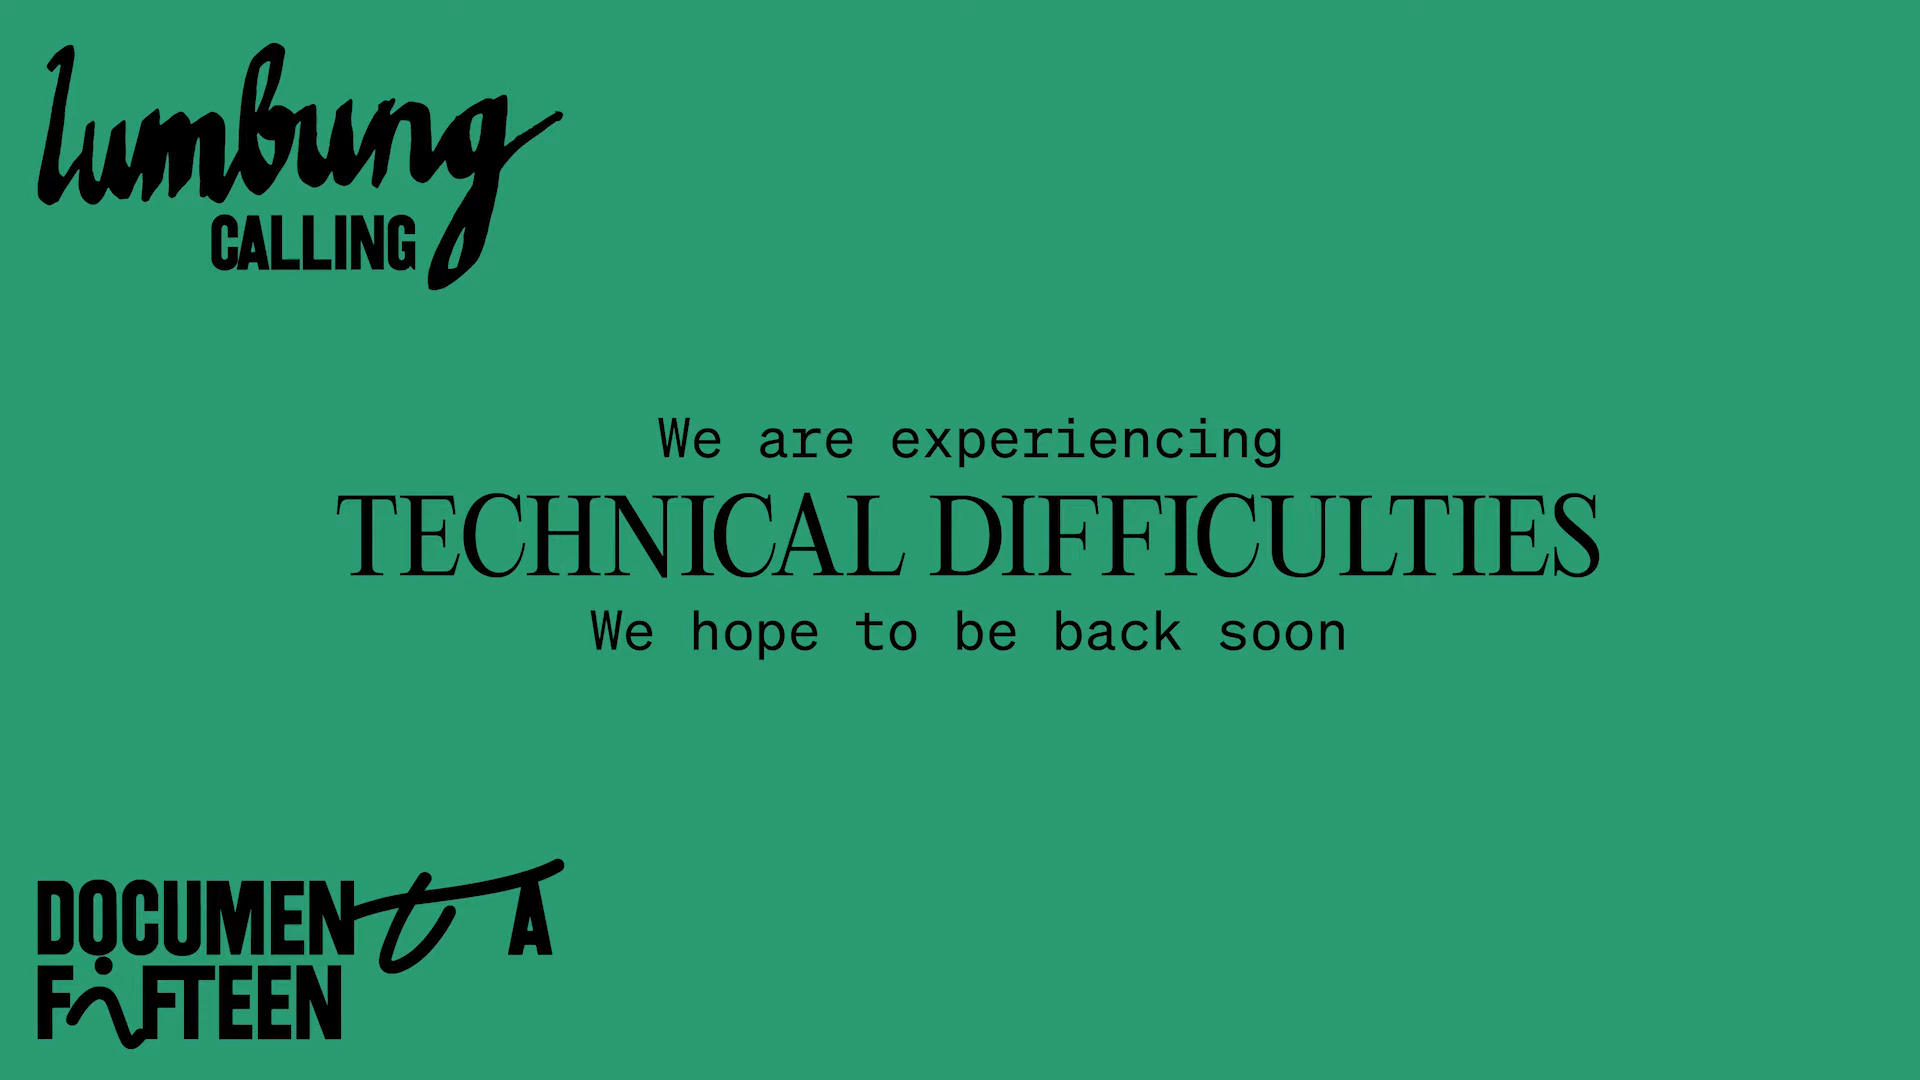 lumbung
CALLING
We are experiencing
TECHNICAL DIFFICULTIES
We hope to be back soon
DOCUMENtA
FiFTEEN